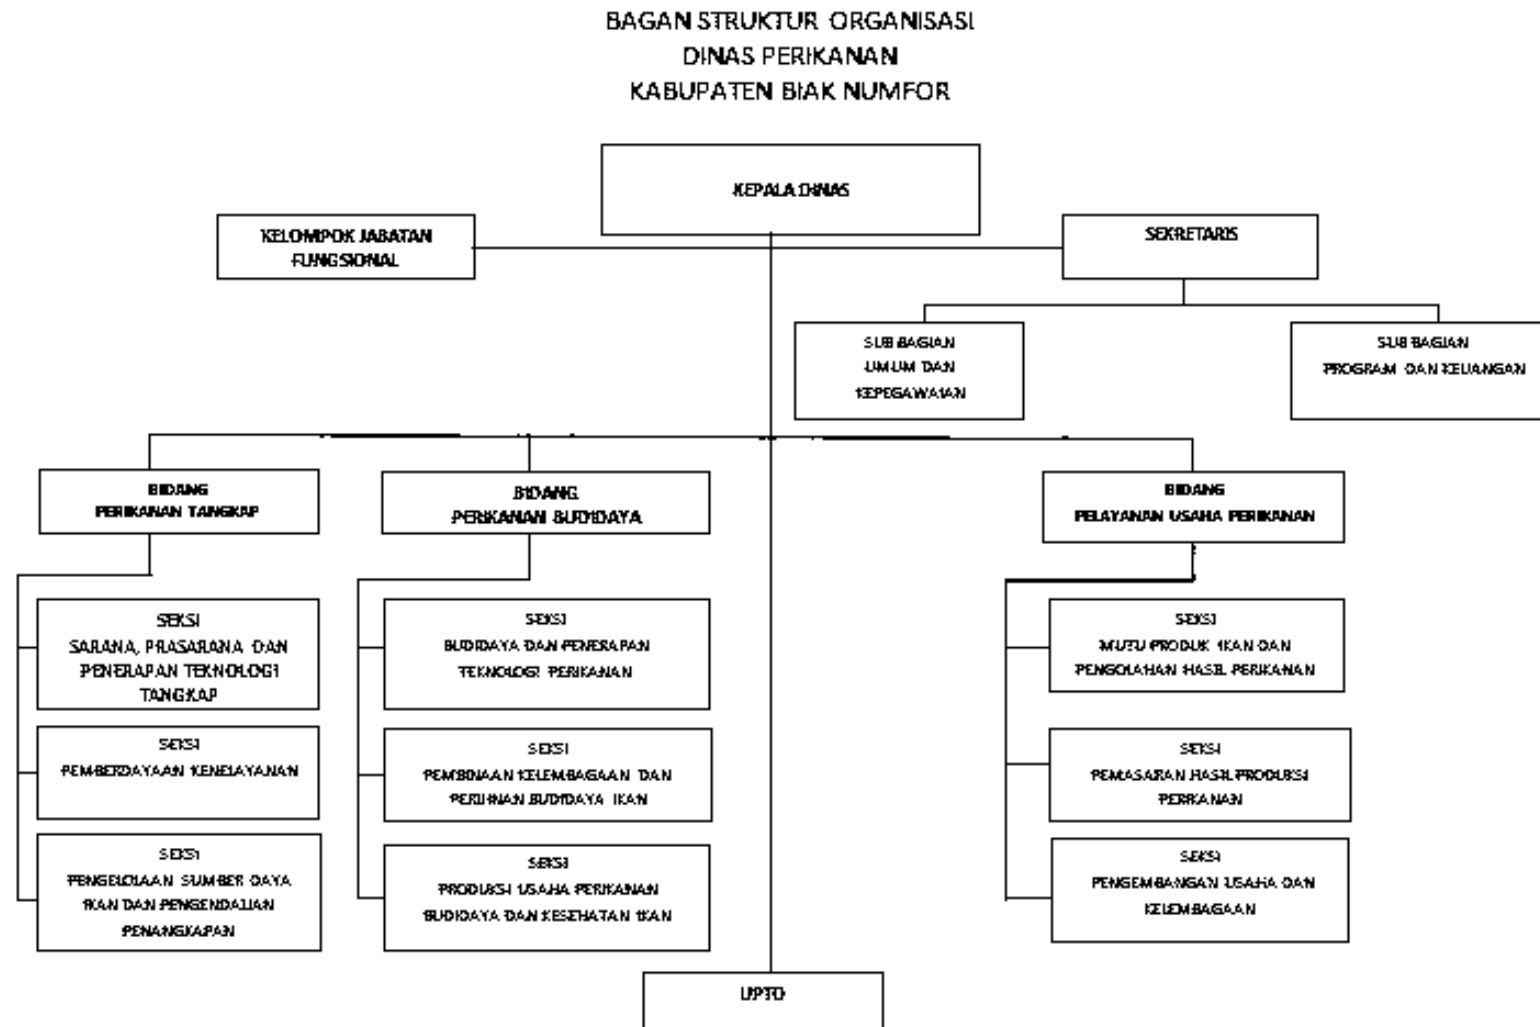 BAGAN STRUKTUR ORGANISASI
DINAS PERIKANAN
KABUPATEN BIAK NUMFOR
KEPALA DINAS
KELOMPOK JABATAN
FUNGSIONAL
SEKRETARIS
SUB BAGIAN
UMUM DAN
KEPEGAWAIAN
SUB BAGIAN
PROGRAM DAN KEUANGAN
BIDANG
PERIKANAN TANGKAP
SEKSI
SARANA, PRASARANA DAN
PENERAPAN TEKNOLOGI
TANGKAP
SEKSI
PEMBERDAYAAN KENELAYANAN
SEKSI
PENGELOLAAN SUMBER DAYA
IKAN DAN PENGENDALIAN
PENANGKAPAN
BIDANG
PERIKANAN BUDIDAYA
SEKSI
BUDIDAYA DAN PENERAPAN
TEKNOLOGI PERIKANAN
SEKSI
PEMBINAAN KELEMBAGAAN DAN
BUDIDAYA IKAN
SEKSI
PRODUKSI USAHA PERIKANAN
BUDIDAYA DAN KESEHATAN IKAN
BIDANG
PELAYANAN USAHA PERIKANAN
SEKSI
MUTU PRODUK IKAN DAN
PENGOLAHAN HASIL PERIKANAN
SEKSI
PEMASARAN HASIL PRODUKSI
PERIKANAN
SEKSI
PENGEMBANGAN USAHA DAN
KELEMBAGAAN
UPTD